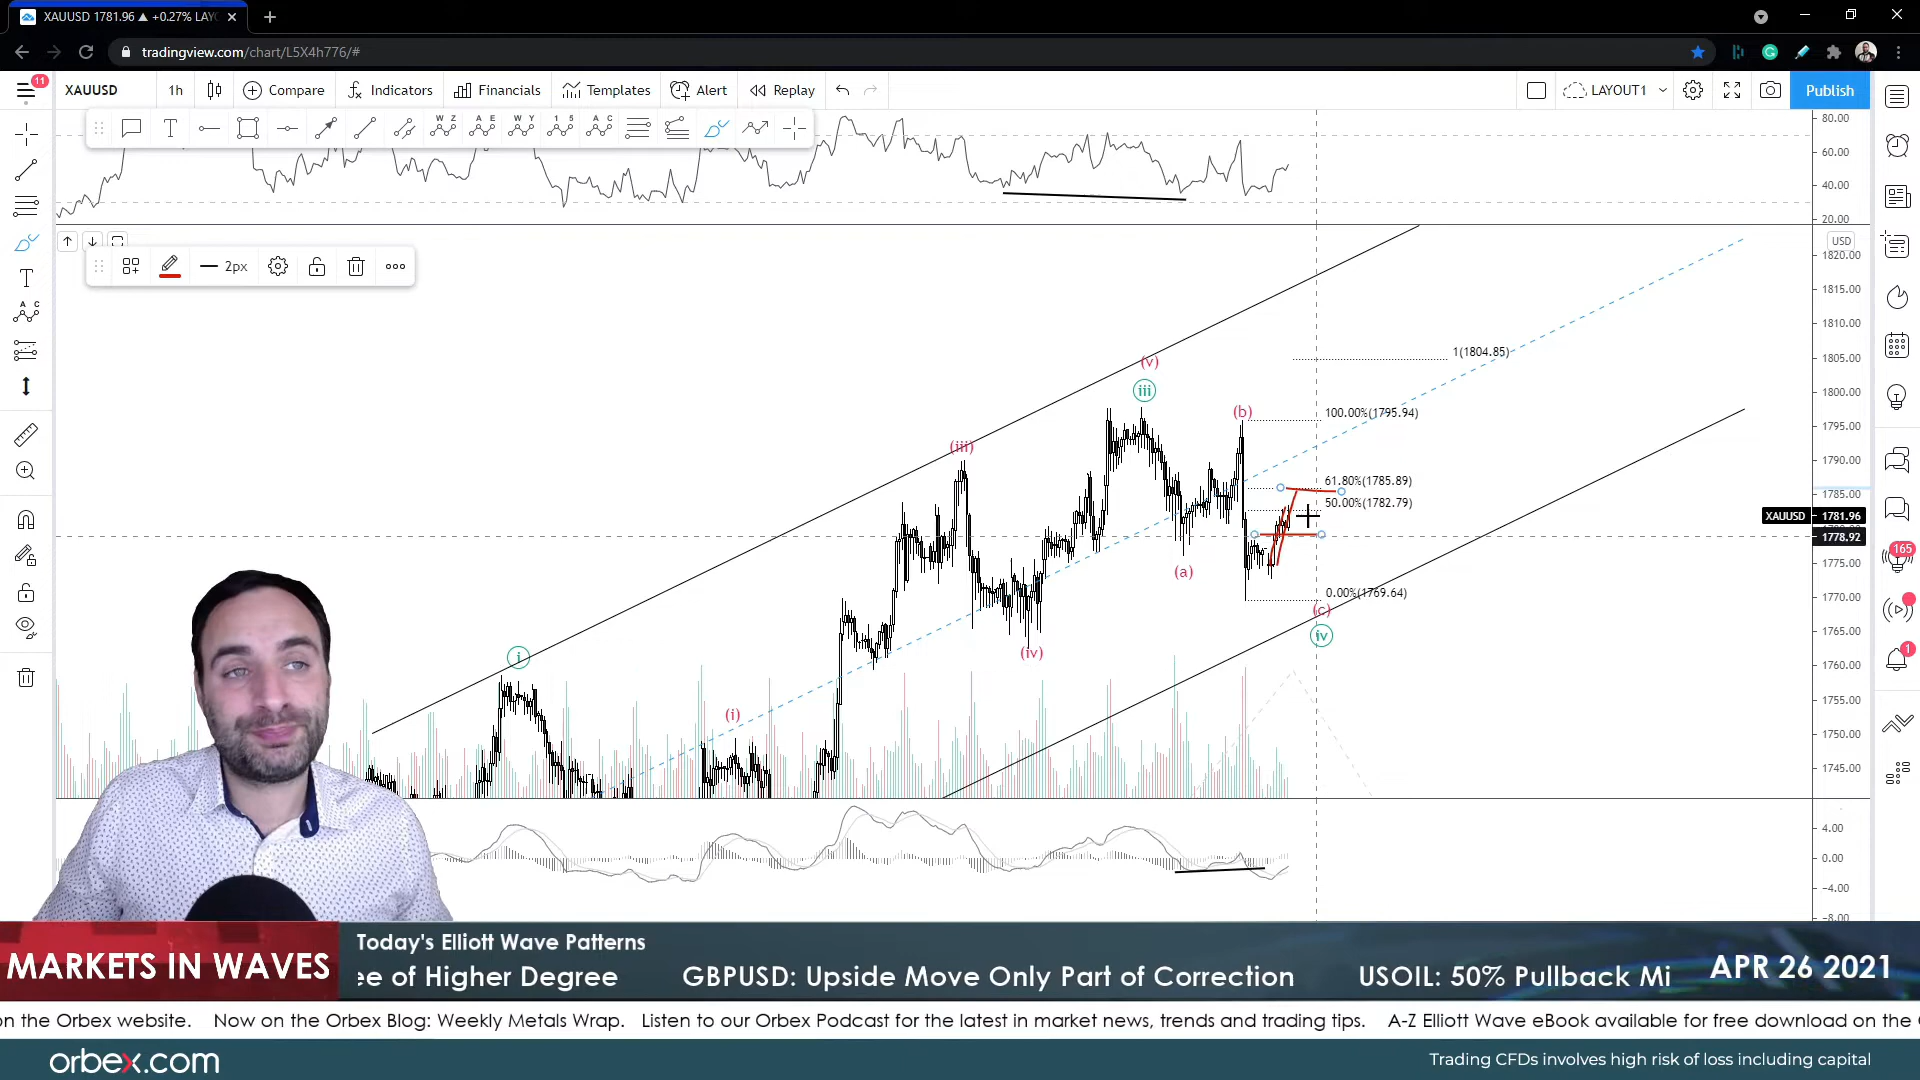 XAUUSD 1781.96 ▲ +0.27% LAY
tradingview.com/chart/L5X4h776/#
11
XAUUSD 1h Compare Indicators Financials Templates Alert Replay LAYOUT1 Publish
W Z A E W Y 1 5 A C
2px
80.00
60.00
40.00
20.00
USD
1820.00
1815.00
1810.00
1805.00
1800.00
1795.00
1790.00
1785.00
XAUUSD 1781.96
1778.92
1775.00
1770.00
1765.00
1760.00
1755.00
1750.00
1745.00
4.00
0.00
-4.00
-8.00
1(1804.85)
(v)
iii
100.00%(1795.94)
(b)
(iii)
61.80%(1785.89)
50.00%(1782.79)
(a)
0.00%(1769.64)
(c)
iv
(iv)
i
(i)
A C
165
1
MARKETS IN WAVES
Today's Elliott Wave Patterns
ee of Higher Degree GBPUSD: Upside Move Only Part of Correction USOIL: 50% Pullback Mi
APR 26 2021
on the Orbex website. Now on the Orbex Blog: Weekly Metals Wrap. Listen to our Orbex Podcast for the latest in market news, trends and trading tips. A-Z Elliott Wave eBook available for free download on the
orbex.com
Trading CFDs involves high risk of loss including capital